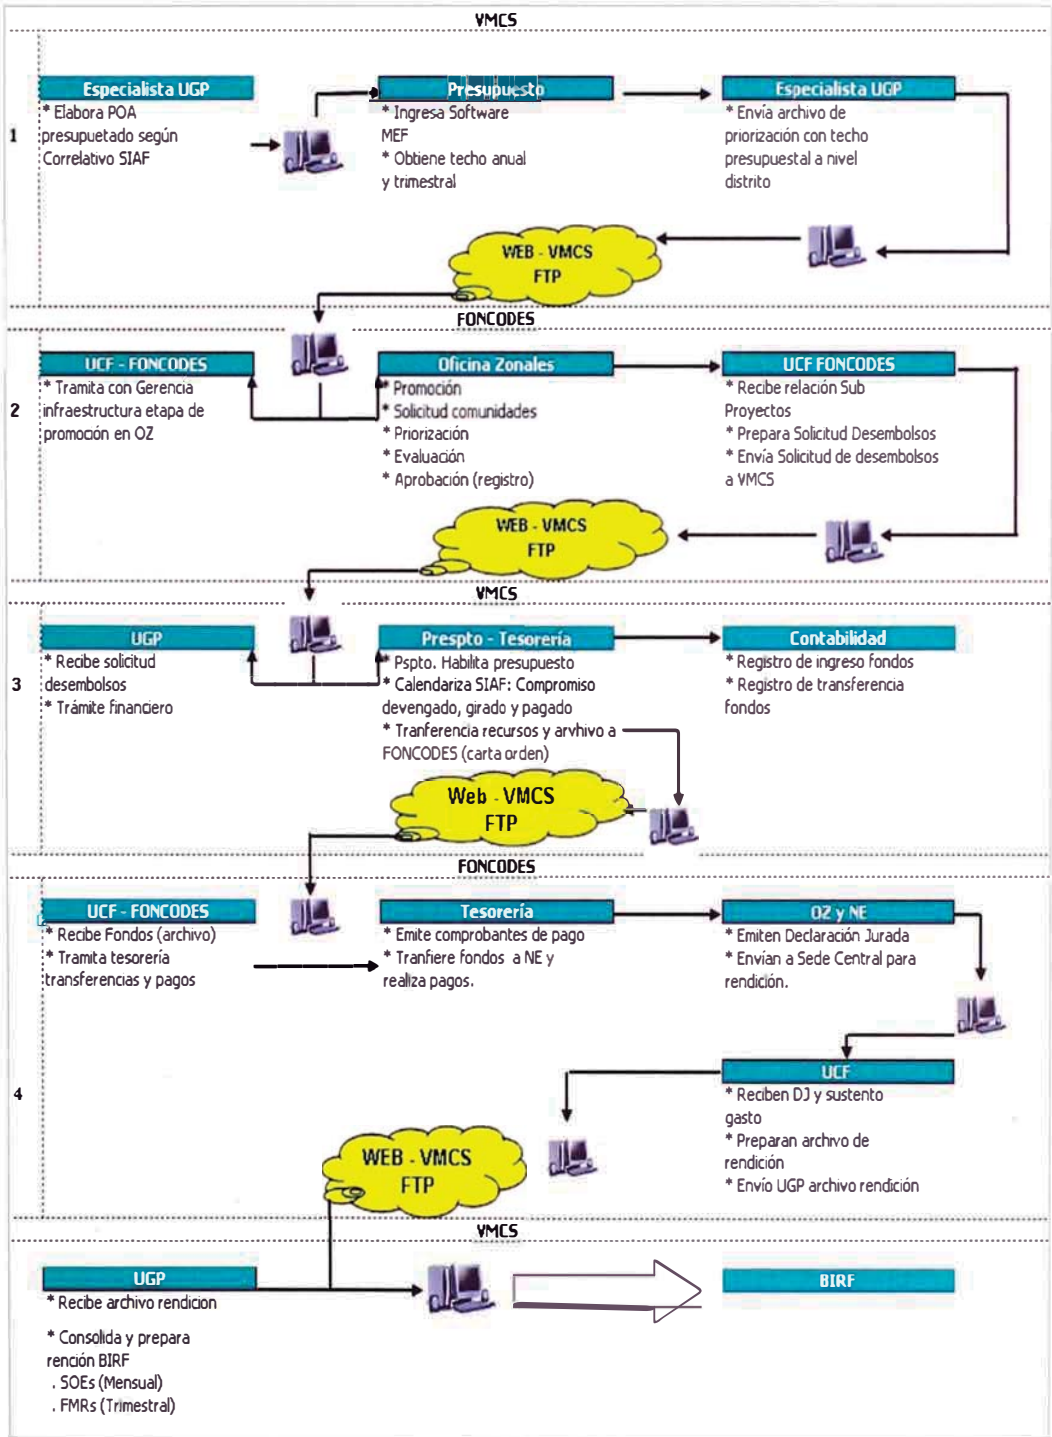 VMCS
1
Especialista UGP
* Elabora POA
presupuetado según
Correlativo SIAF
Presupuesto
* Ingresa Software
MEF
* Obtiene techo anual
y trimestral
Especialista UGP
* Envía archivo de
priorización con techo
presupuestal a nivel
distrito
WEB - VMCS
FTP
FONCODES
2
UCF - FONCODES
* Tramita con Gerencia
infraestructura etapa de
promoción en OZ
Oficina Zonales
* Promoción
* Solicitud comunidades
* Priorización
* Evaluación
* Aprobación (registro)
UCF FONCODES
* Recibe relación Sub
Proyectos
* Prepara Solicitud Desembolsos
* Envía Solicitud de desembolsos
a VMCS
WEB - VMCS
FTP
VMCS
3
UGP
* Recibe solicitud
desembolsos
* Trámite financiero
Prespto - Tesorería
* Pspto. Habilita presupuesto
* Calendariza SIAF: Compromiso
devengado, girado y pagado
* Tranferencia recursos y arvhivo a
FONCODES (carta orden)
Contabilidad
* Registro de ingreso fondos
* Registro de transferencia
fondos
Web - VMCS
FTP
FONCODES
4
UCF - FONCODES
* Recibe Fondos (archivo)
* Tramita tesorería
transferencias y pagos
Tesorería
* Emite comprobantes de pago
* Tranfiere fondos a NE y
realiza pagos.
OZ y NE
* Emiten Declaración Jurada
* Envían a Sede Central para
rendición.
UCF
* Reciben DJ y sustento
gasto
* Preparan archivo de
rendición
* Envío UGP archivo rendición
WEB - VMCS
FTP
VMCS
UGP
* Recibe archivo rendicion
* Consolida y prepara
rención BIRF
. SOEs (Mensual)
. FMRs (Trimestral)
BIRF